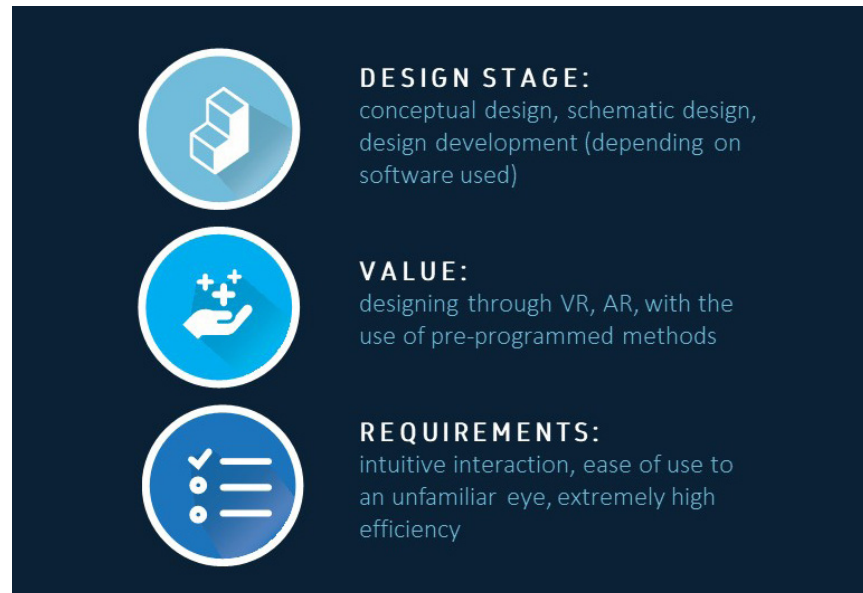 DESIGN STAGE:
conceptual design, schematic design,
design development (depending on
software used)
VALUE:
designing through VR, AR, with the
use of pre-programmed methods
REQUIREMENTS:
intuitive interaction, ease of use to
an unfamiliar eye, extremely high
efficiency